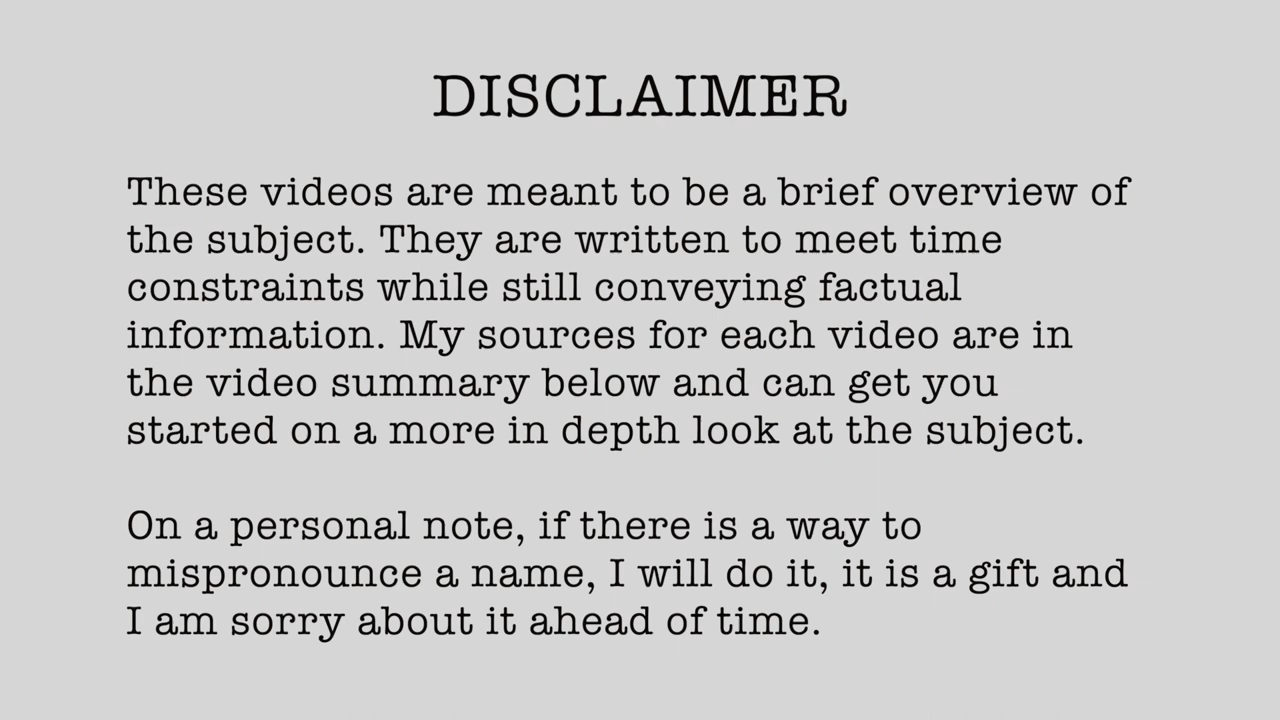 DISCLAIMER
These videos are meant to be a brief overview of
the subject. They are written to meet time
constraints while still conveying factual
information. My sources for each video are in
the video summary below and can get you
started on a more in depth look at the subject.
On a personal note, if there is a way to
mispronounce a name, I will do it, it is a gift and
I am sorry about it ahead of time.